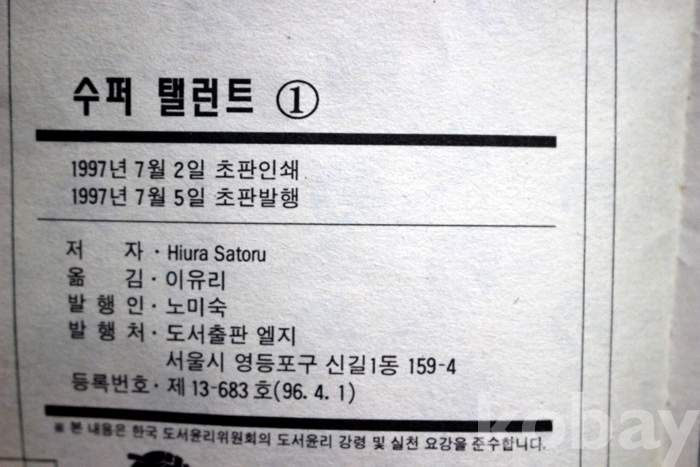 수퍼 탤런트 ①
1997년 7월 2일 초판인쇄
1997년 7월 5일 초판발행
저 자·Hiura Satoru
옮 김·이유리
발 행 인·노미숙
발 행 처·도서출판 엘지
서울시 영등포구 신길1동 159-4
등록번호·제 13-683 호(96. 4. 1)
※ 본 내용은 한국 도서윤리위원회의 도서윤리 강령 및 실천 요강을 준수합니다.
kobay